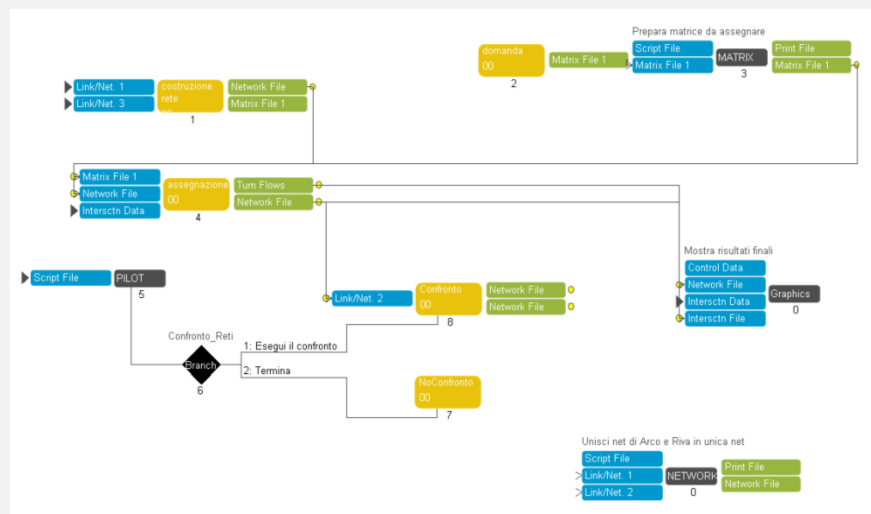 Prepara matrice da assegnare
domanda
00
2
Matrix File 1
Script File
Matrix File 1
MATRIX
3
Print File
Matrix File 1
Link/Net. 1
Link/Net. 3
costruzione
rete
1
Network File
Matrix File 1
Matrix File 1
Network File
Intersctn Data
assegnazione
00
4
Turn Flows
Network File
Script File
PILOT
5
Confronto_Reti
Branch
6
1: Esegui il confronto
2: Termina
Link/Net. 2
Confronto
00
8
Network File
Network File
NoConfronto
00
7
Mostra risultati finali
Control Data
Network File
Intersctn Data
Intersctn File
Graphics
0
Unisci net di Arco e Riva in unica net
Script File
Link/Net. 1
Link/Net. 2
NETWORK
0
Print File
Network File